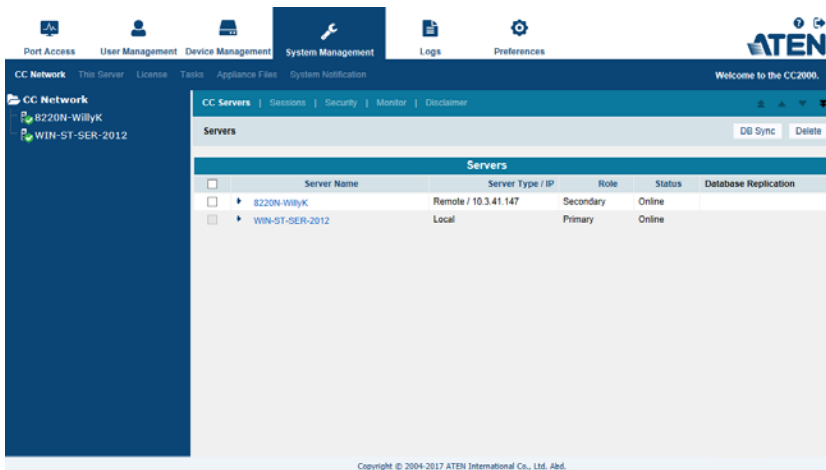 Port Access User Management Device Management System Management Logs Preferences
ATEN
CC Network This Server License Tasks Appliance Files System Notification Welcome to the CC2000.
CC Network
8220N-WillyK
WIN-ST-SER-2012
CC Servers | Sessions | Security | Monitor | Disclaimer
Servers DB Sync Delete
Servers
Server Name Server Type / IP Role Status Database Replication
8220N-WillyK Remote / 10.3.41.147 Secondary Online
WIN-ST-SER-2012 Local Primary Online
Copyright © 2004-2017 ATEN International Co., Ltd. Abd.